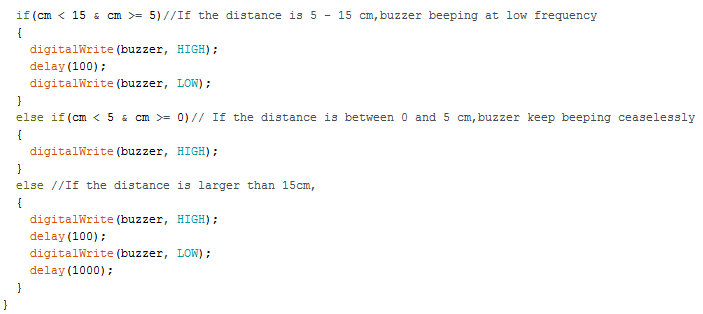 if(cm < 15 & cm >= 5)//If the distance is 5 - 15 cm,buzzer beeping at low frequency
{
digitalWrite(buzzer, HIGH);
delay(100);
digitalWrite(buzzer, LOW);
}
else if(cm < 5 & cm >= 0)// If the distance is between 0 and 5 cm,buzzer keep beeping ceaselessly
{
digitalWrite(buzzer, HIGH);
}
else //If the distance is larger than 15cm,
{
digitalWrite(buzzer, HIGH);
delay(100);
digitalWrite(buzzer, LOW);
delay(1000);
}
}